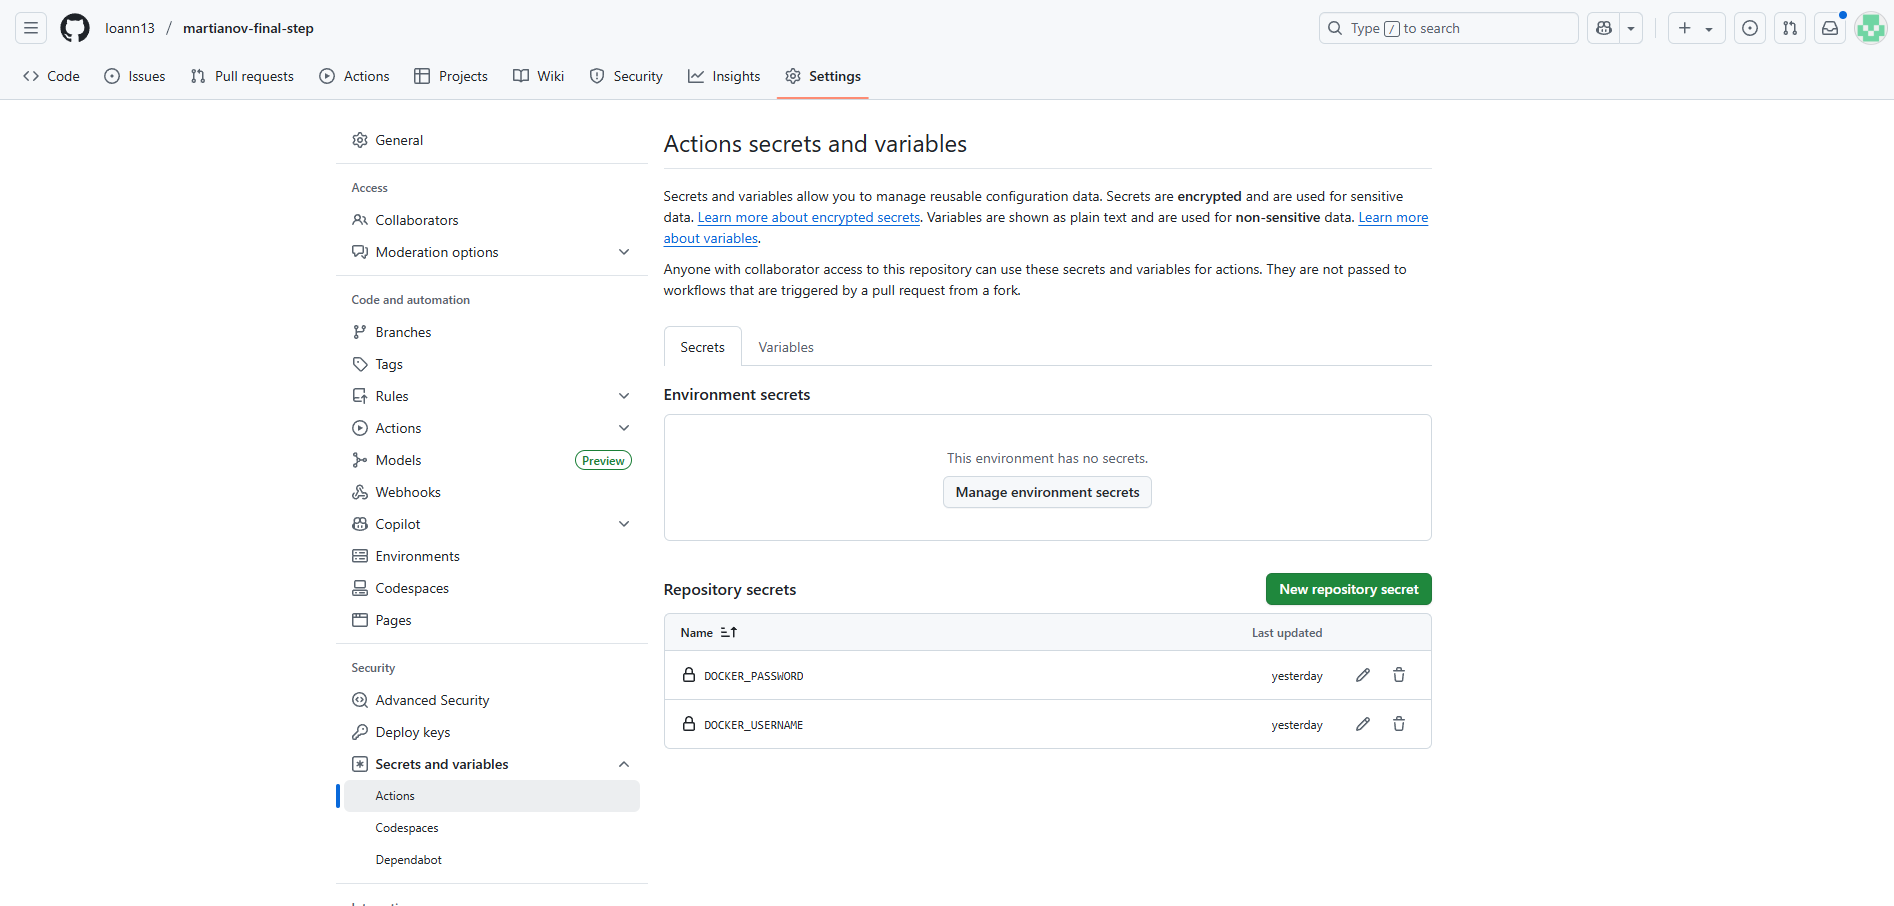 Ioann13 / martianov-final-step
Type / to search
Code
Issues
Pull requests
Actions
Projects
Wiki
Security
Insights
Settings
General
Access
Collaborators
Moderation options
Code and automation
Branches
Tags
Rules
Actions
Models
Preview
Webhooks
Copilot
Environments
Codespaces
Pages
Security
Advanced Security
Deploy keys
Secrets and variables
Actions
Codespaces
Dependabot
Actions secrets and variables
Secrets and variables allow you to manage reusable configuration data. Secrets are encrypted and are used for sensitive
data. Learn more about encrypted secrets. Variables are shown as plain text and are used for non-sensitive data. Learn more
about variables.
Anyone with collaborator access to this repository can use these secrets and variables for actions. They are not passed to
workflows that are triggered by a pull request from a fork.
Secrets
Variables
Environment secrets
This environment has no secrets.
Manage environment secrets
Repository secrets
New repository secret
Name
Last updated
DOCKER_PASSWORD
yesterday
DOCKER_USERNAME
yesterday